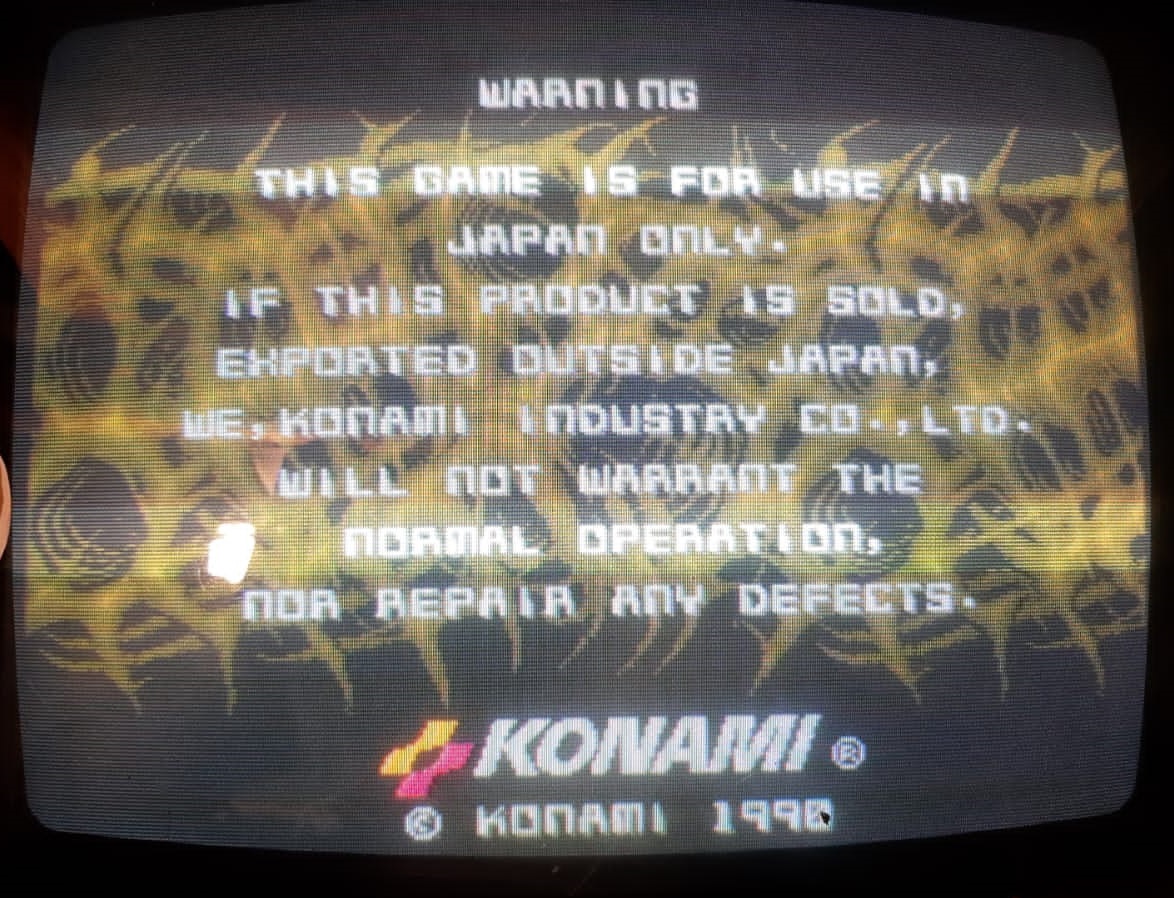 WARNING
THIS GAME IS FOR USE IN
JAPAN ONLY.
IF THIS PRODUCT IS SOLD,
EXPORTED OUTSIDE JAPAN,
WE,KONAMI INDUSTRY CO.,LTD.
WILL NOT WARRANT THE
NORMAL OPERATION,
NOR REPAIR ANY DEFECTS.
KONAMI ®
© KONAMI 1990